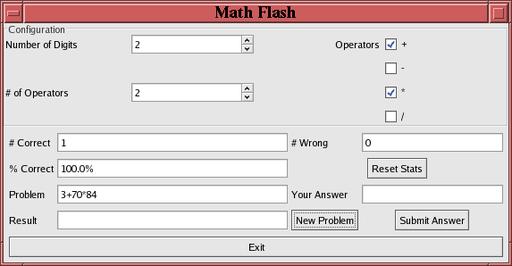 Math Flash
Configuration
Number of Digits 2 Operators +
-
# of Operators 2 *
/
# Correct 1 # Wrong 0
% Correct 100.0% Reset Stats
Problem 3+70*84 Your Answer
Result New Problem Submit Answer
Exit